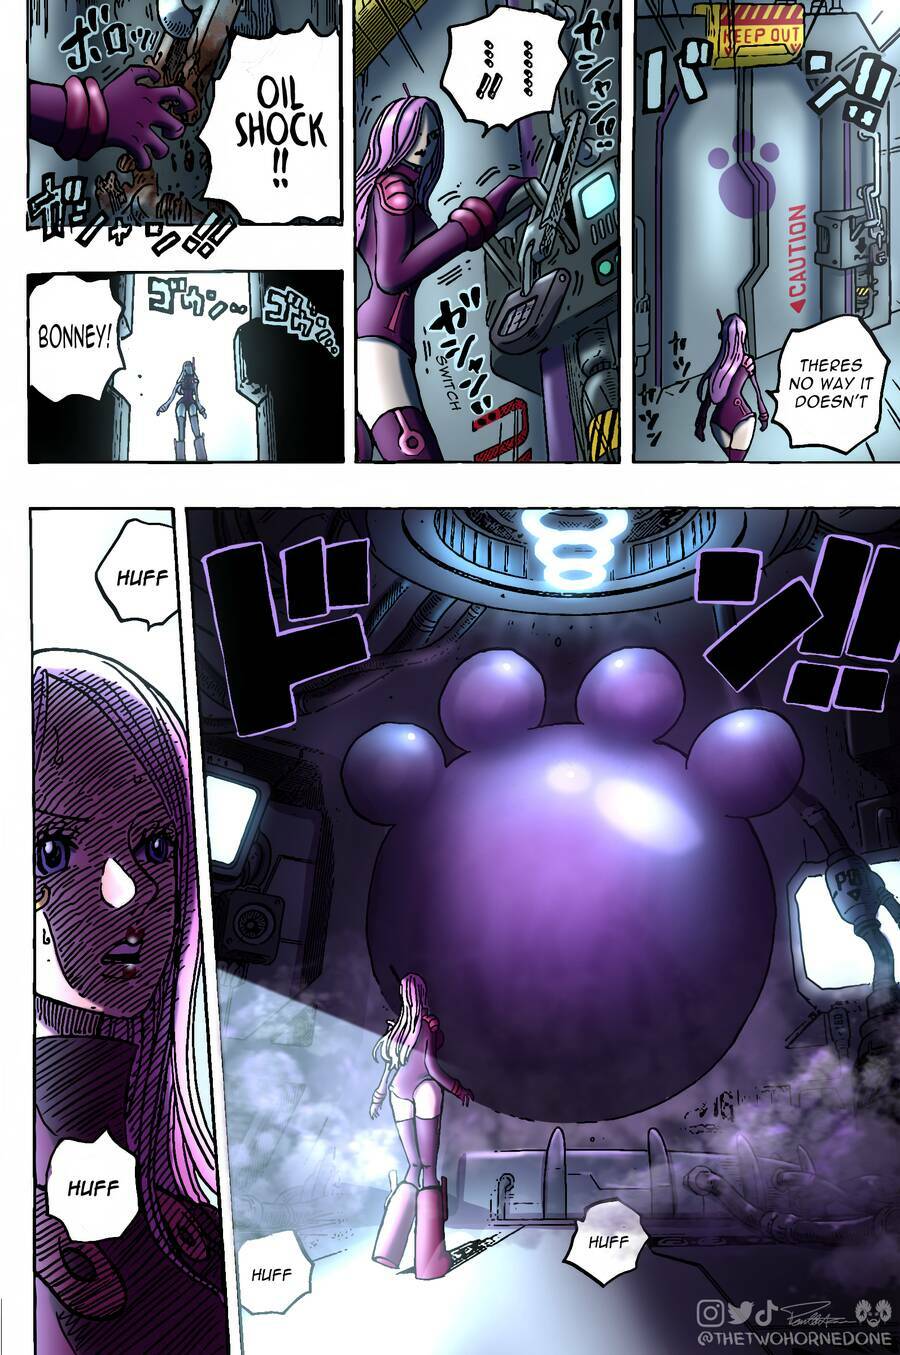 KEEP OUT
バン
CAUTION
THERES
NO WAY IT
DOESN'T
...... ...!!
ガシャン
ガシャン!!
SWITCH
ボロ…ッ
OIL
SHOCK
!!
ガシャン!!!
BONNEY!
ゴゥン…
ゴゥン…
HUFF
HUFF
HUFF
HUFF
ドン!!
@THETWOHORNEDONE